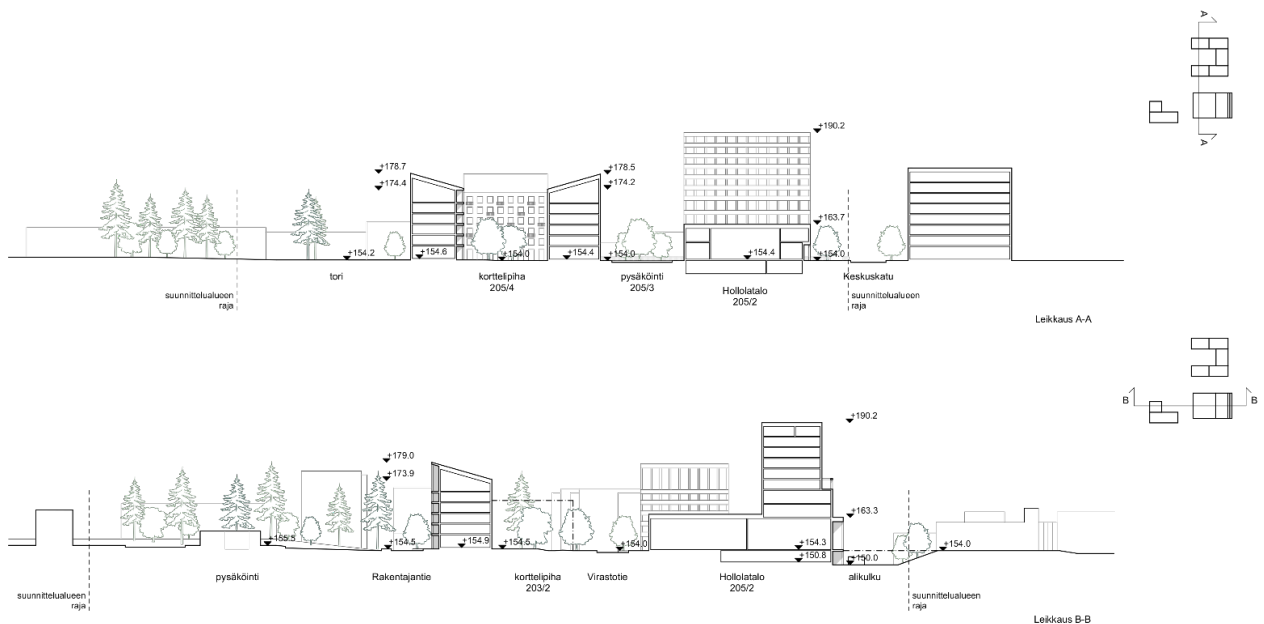 A
A
+190.2
+178.7
+178.5
+174.4
+174.2
+163.7
+154.2
+154.6
+154.0
+154.4
+154.0
+154.4
+154.0
tori
korttelipiha
205/4
pysäköinti
205/3
Hollolatalo
205/2
Keskuskatu
suunnittelualueen
raja
suunnittelualueen
raja
Leikkaus A-A
B
B
+190.2
+179.0
+173.9
+163.3
+155.5
+154.5
+154.9
+154.5
+154.0
+154.3
+150.8
+150.0
+154.0
pysäköinti
Rakentajantie
korttelipiha
203/2
Virastotie
Hollolatalo
205/2
alikulku
suunnittelualueen
raja
suunnittelualueen
raja
Leikkaus B-B